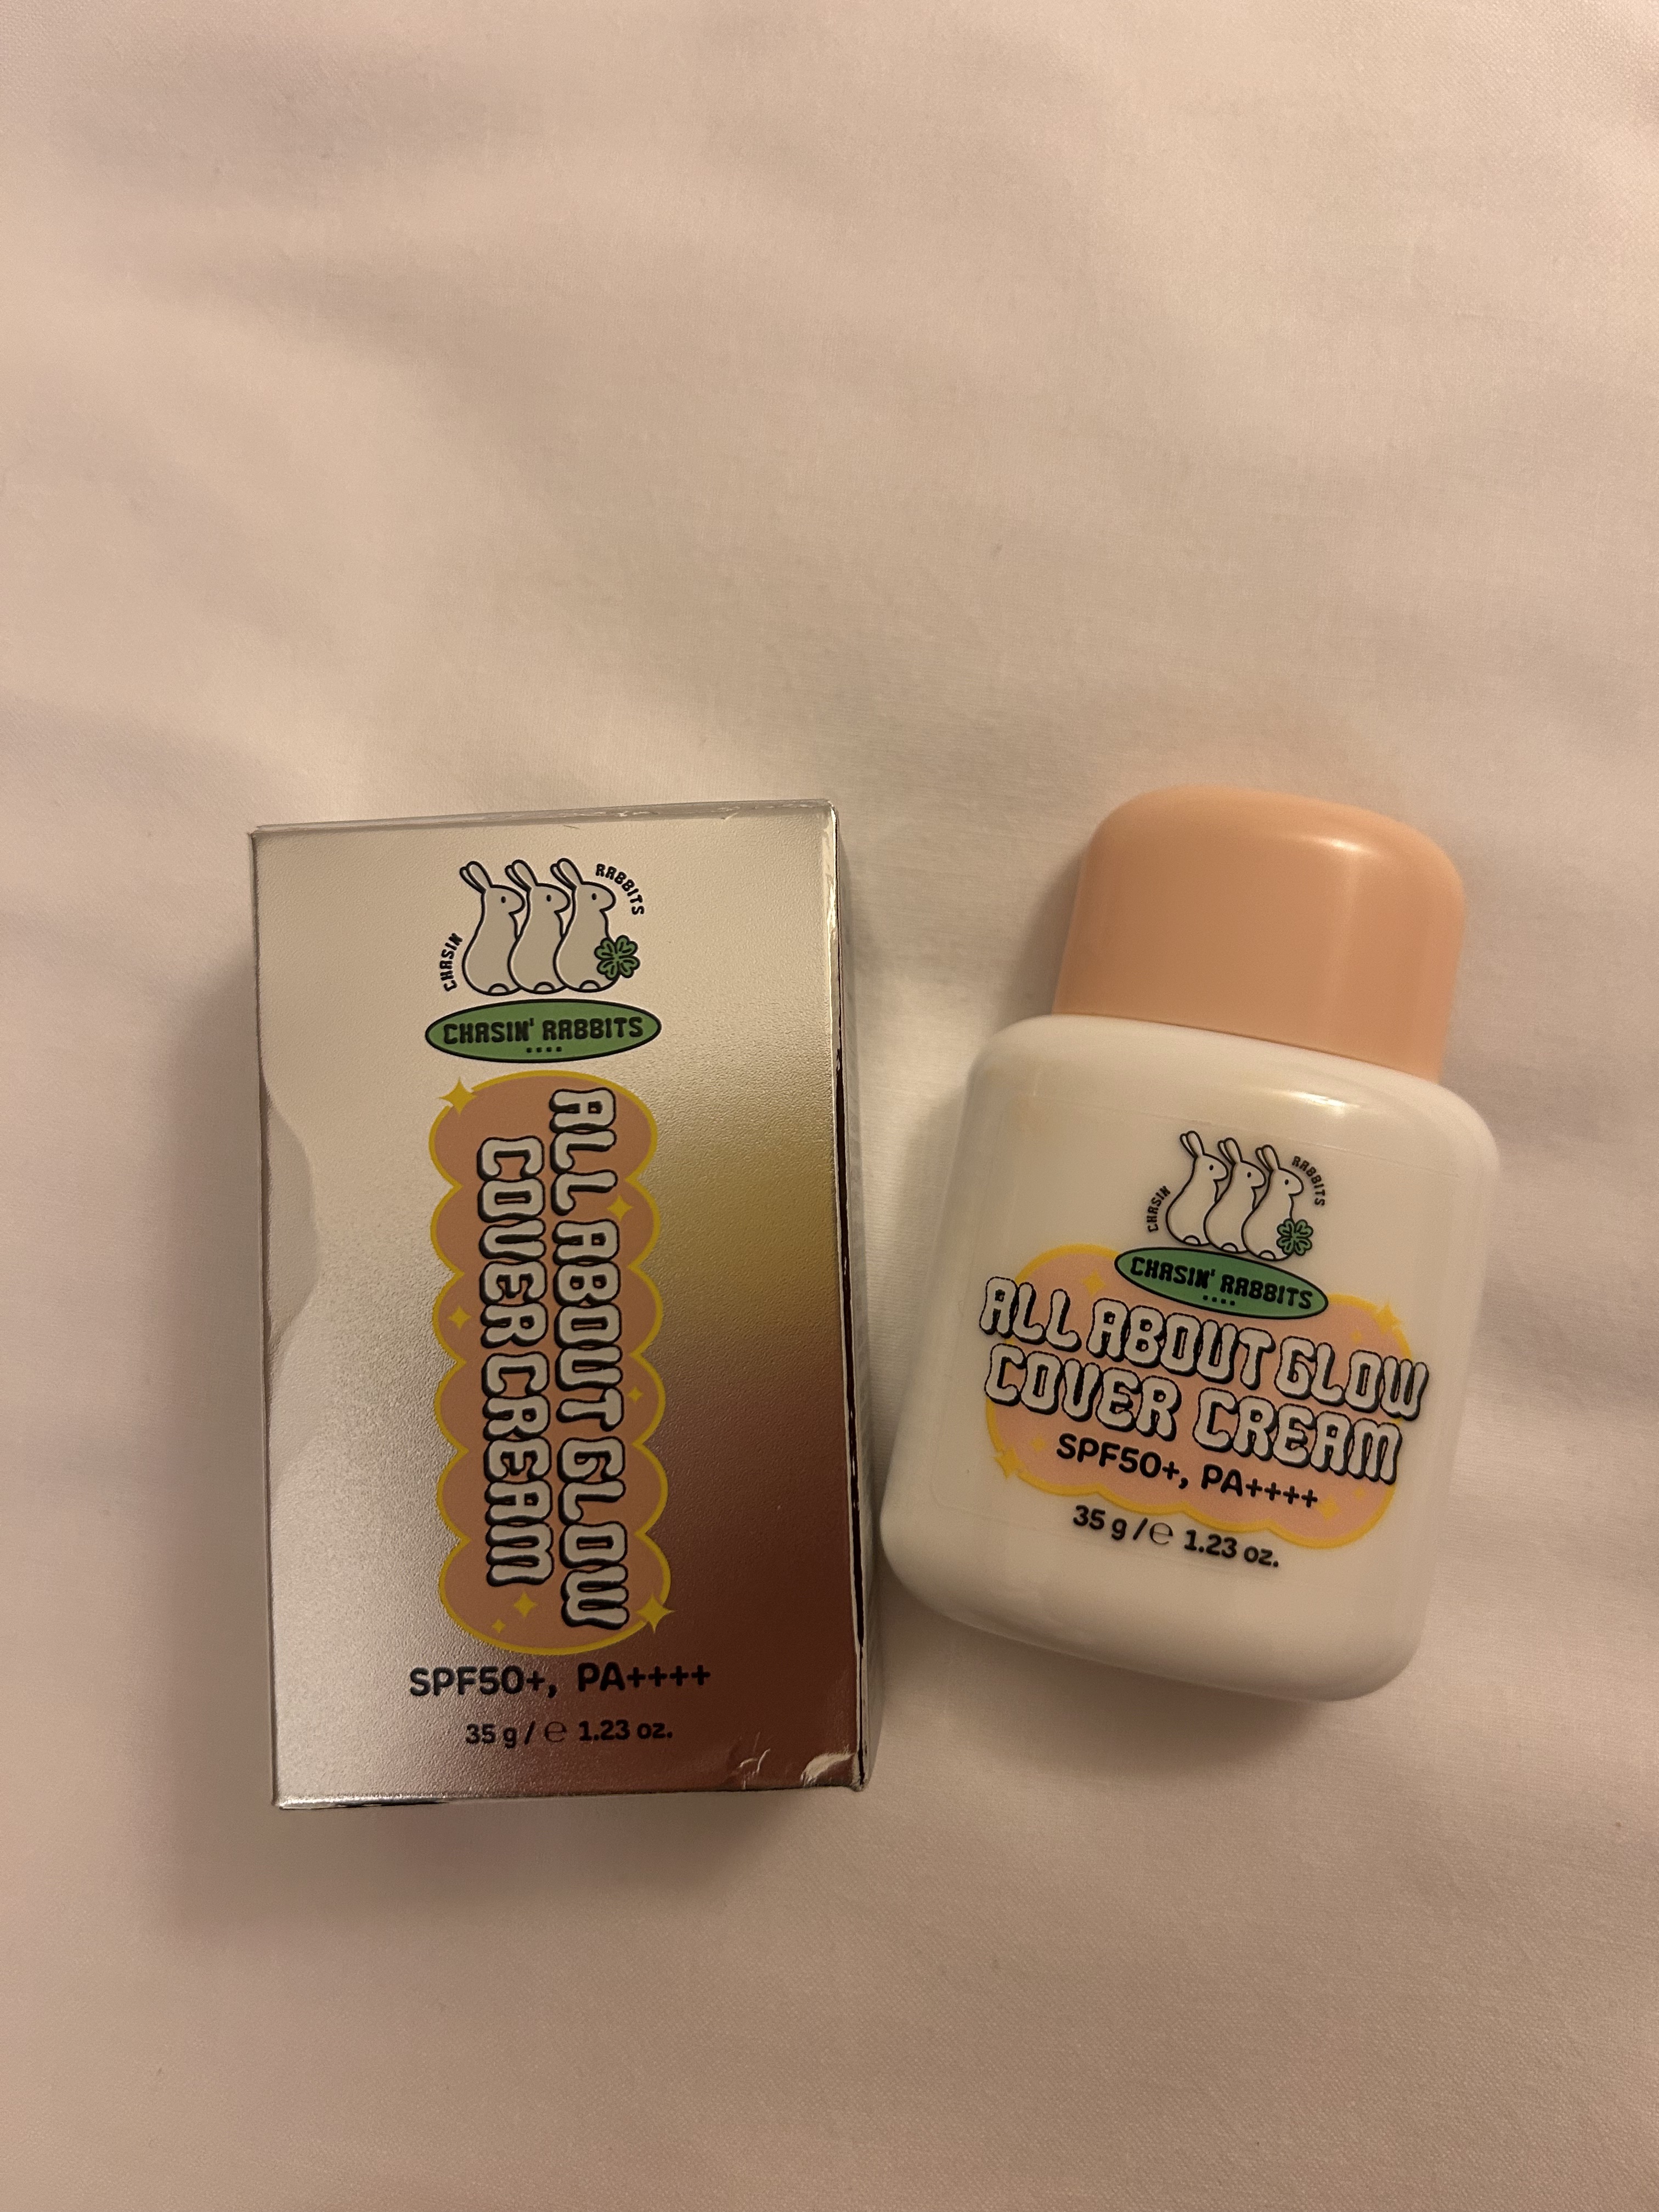 CHASIN RABBITS
CHASIN' RABBITS
ALL ABOUT GLOW
COVER CREAM
SPF50+, PA++++
35 g / ℮ 1.23 oz.
CHASIN RABBITS
CHASIN' RABBITS
ALL ABOUT GLOW
COVER CREAM
SPF50+, PA++++
35 g / ℮ 1.23 oz.